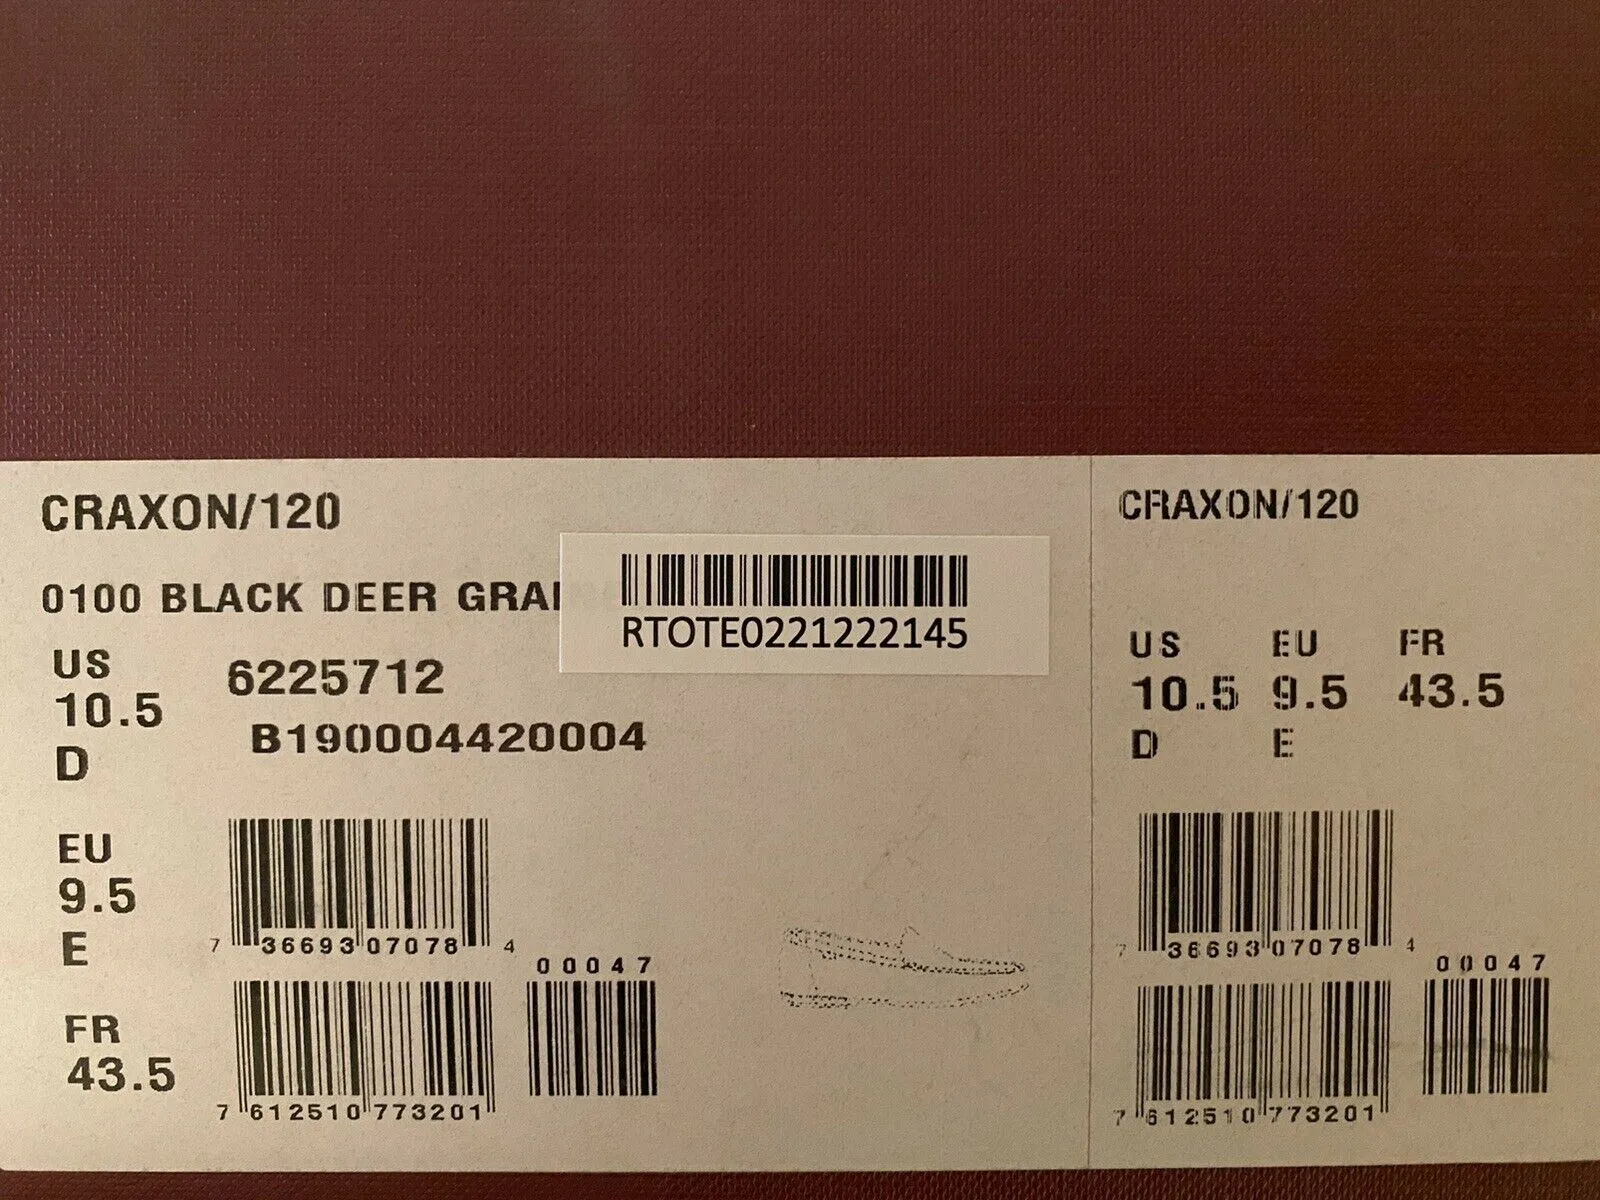 CRAXON/120
0100 BLACK DEER
RTOTE0221222145
US
10.5
D
6225712
B190004420004
EU
9.5
E
7 36693 07078 4
00047
FR
43.5
7 612510 773201
CRAXON/120
US EU FR
10.5 9.5 43.5
D E
7 36693 07078 4
00047
7 612510 773201